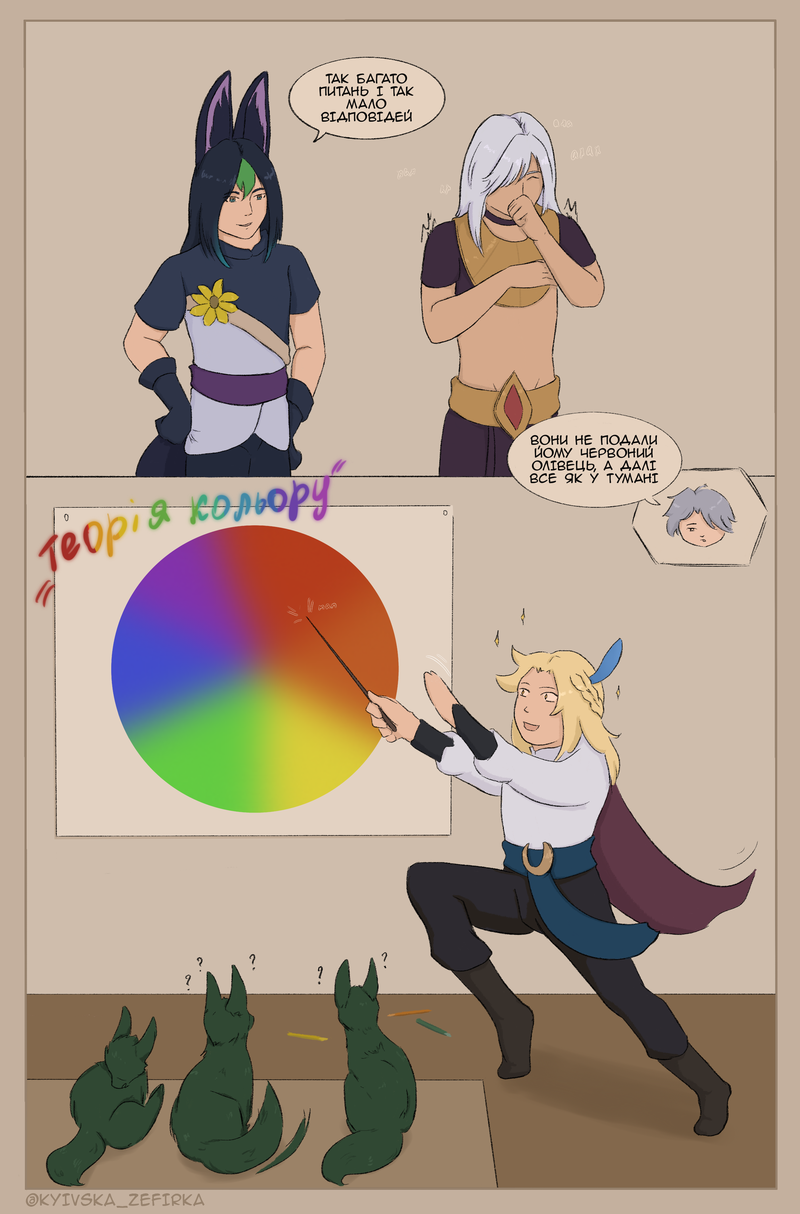 ТАК БАГАТО
ПИТАНЬ І ТАК
МАЛО
ВІДПОВІДЕЙ
ВОНИ НЕ ПОДАЛИ
ЙОМУ ЧЕРВОНИЙ
ОЛІВЕЦЬ, А ДАЛІ
ВСЕ ЯК У ТУМАНІ
"Теорія кольору"
? ? ? ? ?
@KYIVSKA_ZEFIRKA